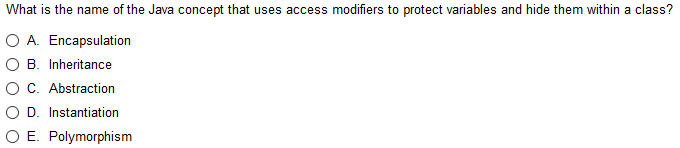 What is the name of the Java concept that uses access modifiers to protect variables and hide them within a class?
A. Encapsulation
B. Inheritance
C. Abstraction
D. Instantiation
E. Polymorphism